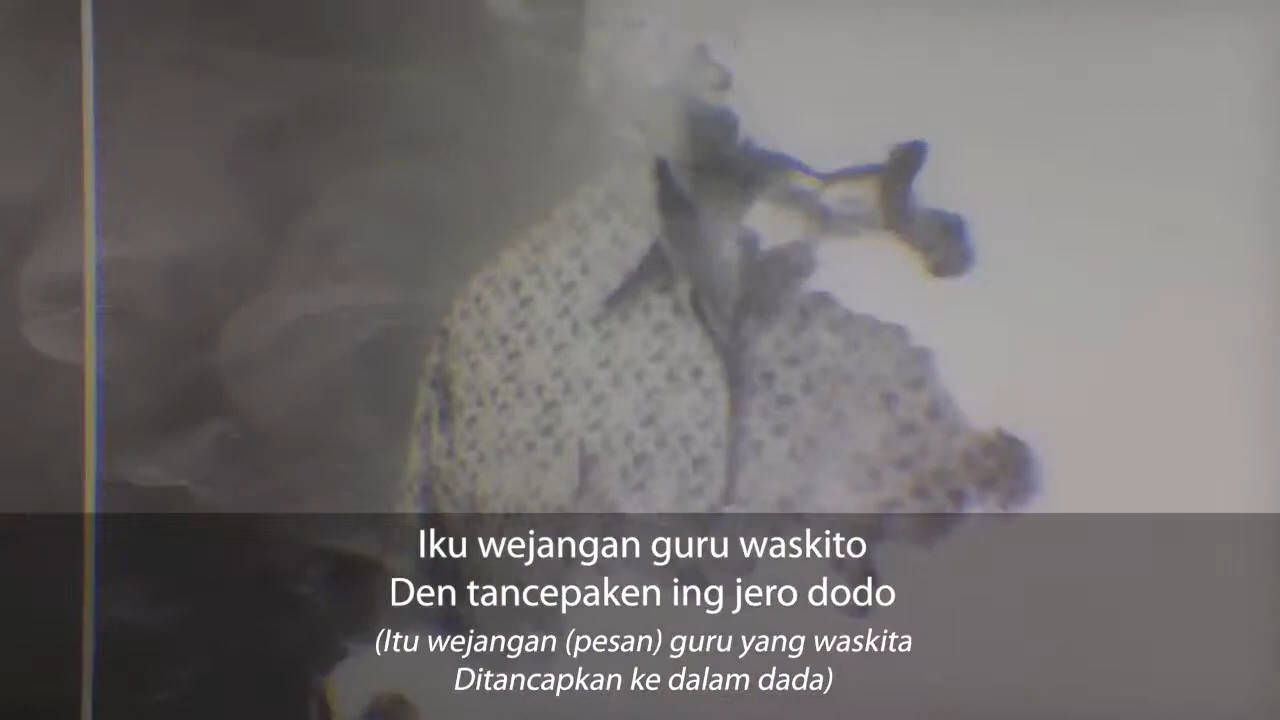 Iku wejangan guru waskito
Den tancepaken ing jero dodo
(Itu wejangan (pesan) guru yang waskita
Ditancapkan ke dalam dada)